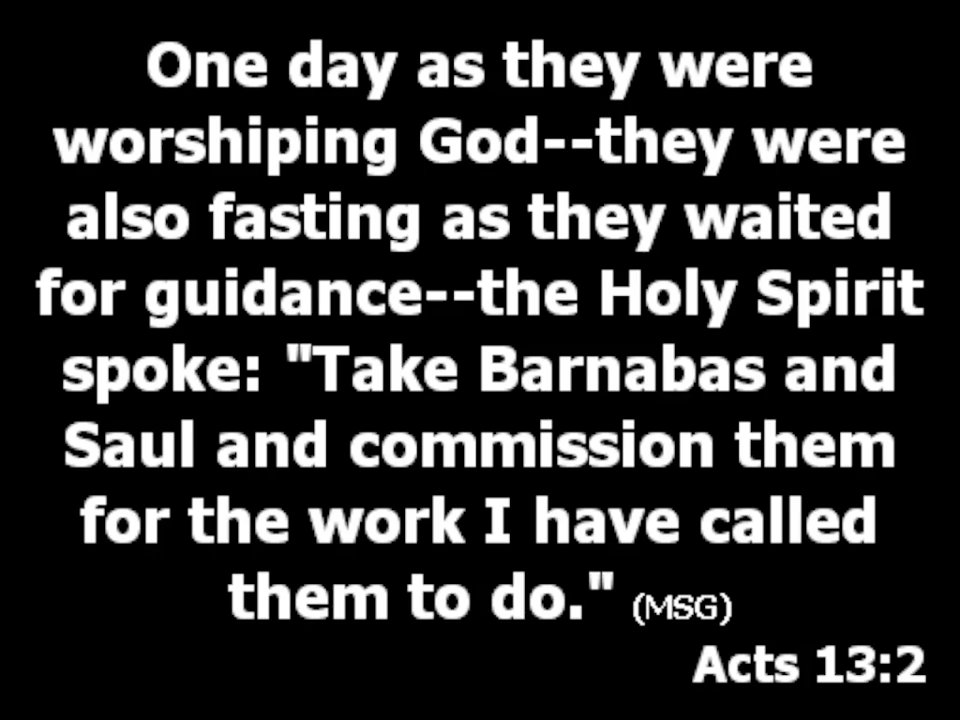 One day as they were
worshiping God--they were
also fasting as they waited
for guidance--the Holy Spirit
spoke: "Take Barnabas and
Saul and commission them
for the work I have called
them to do." (MSG)
Acts 13:2